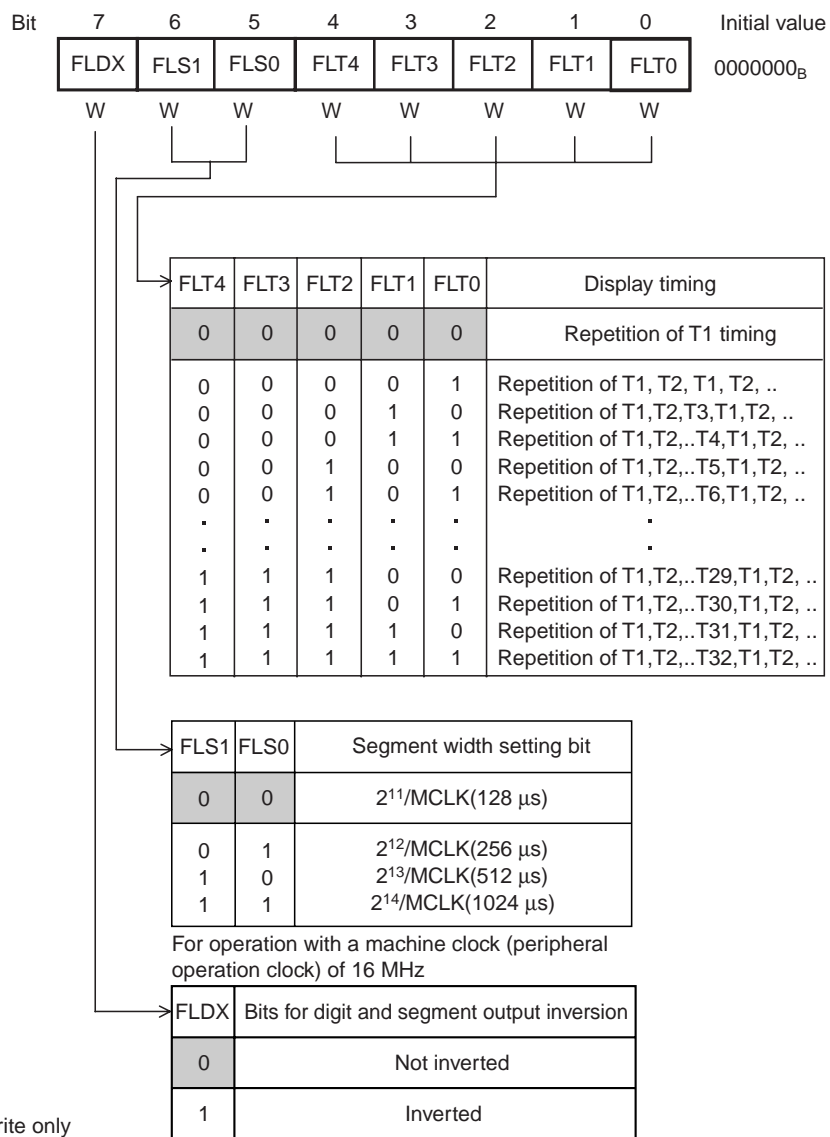 Bit 7 6 5 4 3 2 1 0 Initial value
FLDX FLS1 FLS0 FLT4 FLT3 FLT2 FLT1 FLT0 0000000B
W W W W W W W W
FLT4 FLT3 FLT2 FLT1 FLT0 Display timing
0 0 0 0 0 Repetition of T1 timing
0 0 0 0 1 Repetition of T1, T2, T1, T2, ..
0 0 0 1 0 Repetition of T1,T2,T3,T1,T2, ..
0 0 0 1 1 Repetition of T1,T2,..T4,T1,T2, ..
0 0 1 0 0 Repetition of T1,T2,..T5,T1,T2, ..
0 0 1 0 1 Repetition of T1,T2,..T6,T1,T2, ..
. . . . . .
. . . . . .
1 1 1 0 0 Repetition of T1,T2,..T29,T1,T2, ..
1 1 1 0 1 Repetition of T1,T2,..T30,T1,T2, ..
1 1 1 1 0 Repetition of T1,T2,..T31,T1,T2, ..
1 1 1 1 1 Repetition of T1,T2,..T32,T1,T2, ..
FLS1 FLS0 Segment width setting bit
0 0 2¹¹/MCLK(128 µs)
0 1 2¹²/MCLK(256 µs)
1 0 2¹³/MCLK(512 µs)
1 1 2¹⁴/MCLK(1024 µs)
For operation with a machine clock (peripheral
operation clock) of 16 MHz
FLDX Bits for digit and segment output inversion
0 Not inverted
1 Inverted
only